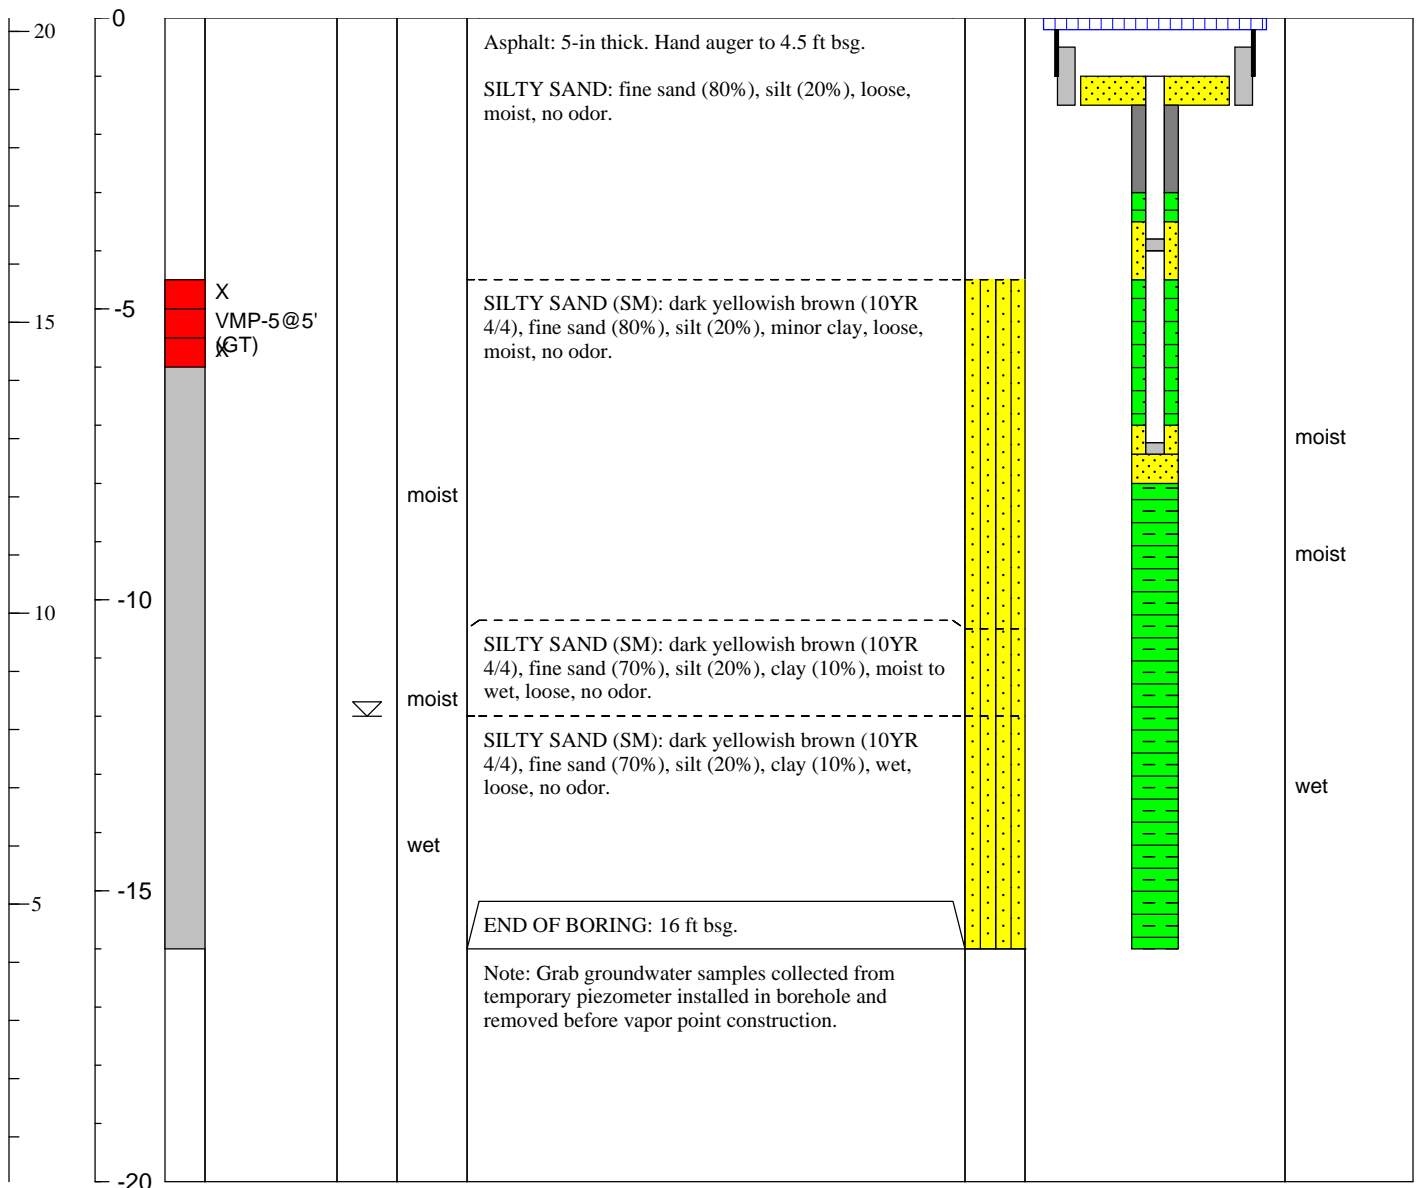 20
0
Asphalt: 5-in thick. Hand auger to 4.5 ft bsg.
SILTY SAND: fine sand (80%), silt (20%), loose,
moist, no odor.
X
-5
15
VMP-5@5'
(GT)
X
SILTY SAND (SM): dark yellowish brown (10YR
4/4), fine sand (80%), silt (20%), minor clay, loose,
moist, no odor.
moist
moist
moist
-10
10
SILTY SAND (SM): dark yellowish brown (10YR
4/4), fine sand (70%), silt (20%), clay (10%), moist to
wet, loose, no odor.
moist
SILTY SAND (SM): dark yellowish brown (10YR
4/4), fine sand (70%), silt (20%), clay (10%), wet,
loose, no odor.
wet
wet
-15
5
END OF BORING: 16 ft bsg.
Note: Grab groundwater samples collected from
temporary piezometer installed in borehole and
removed before vapor point construction.
-20